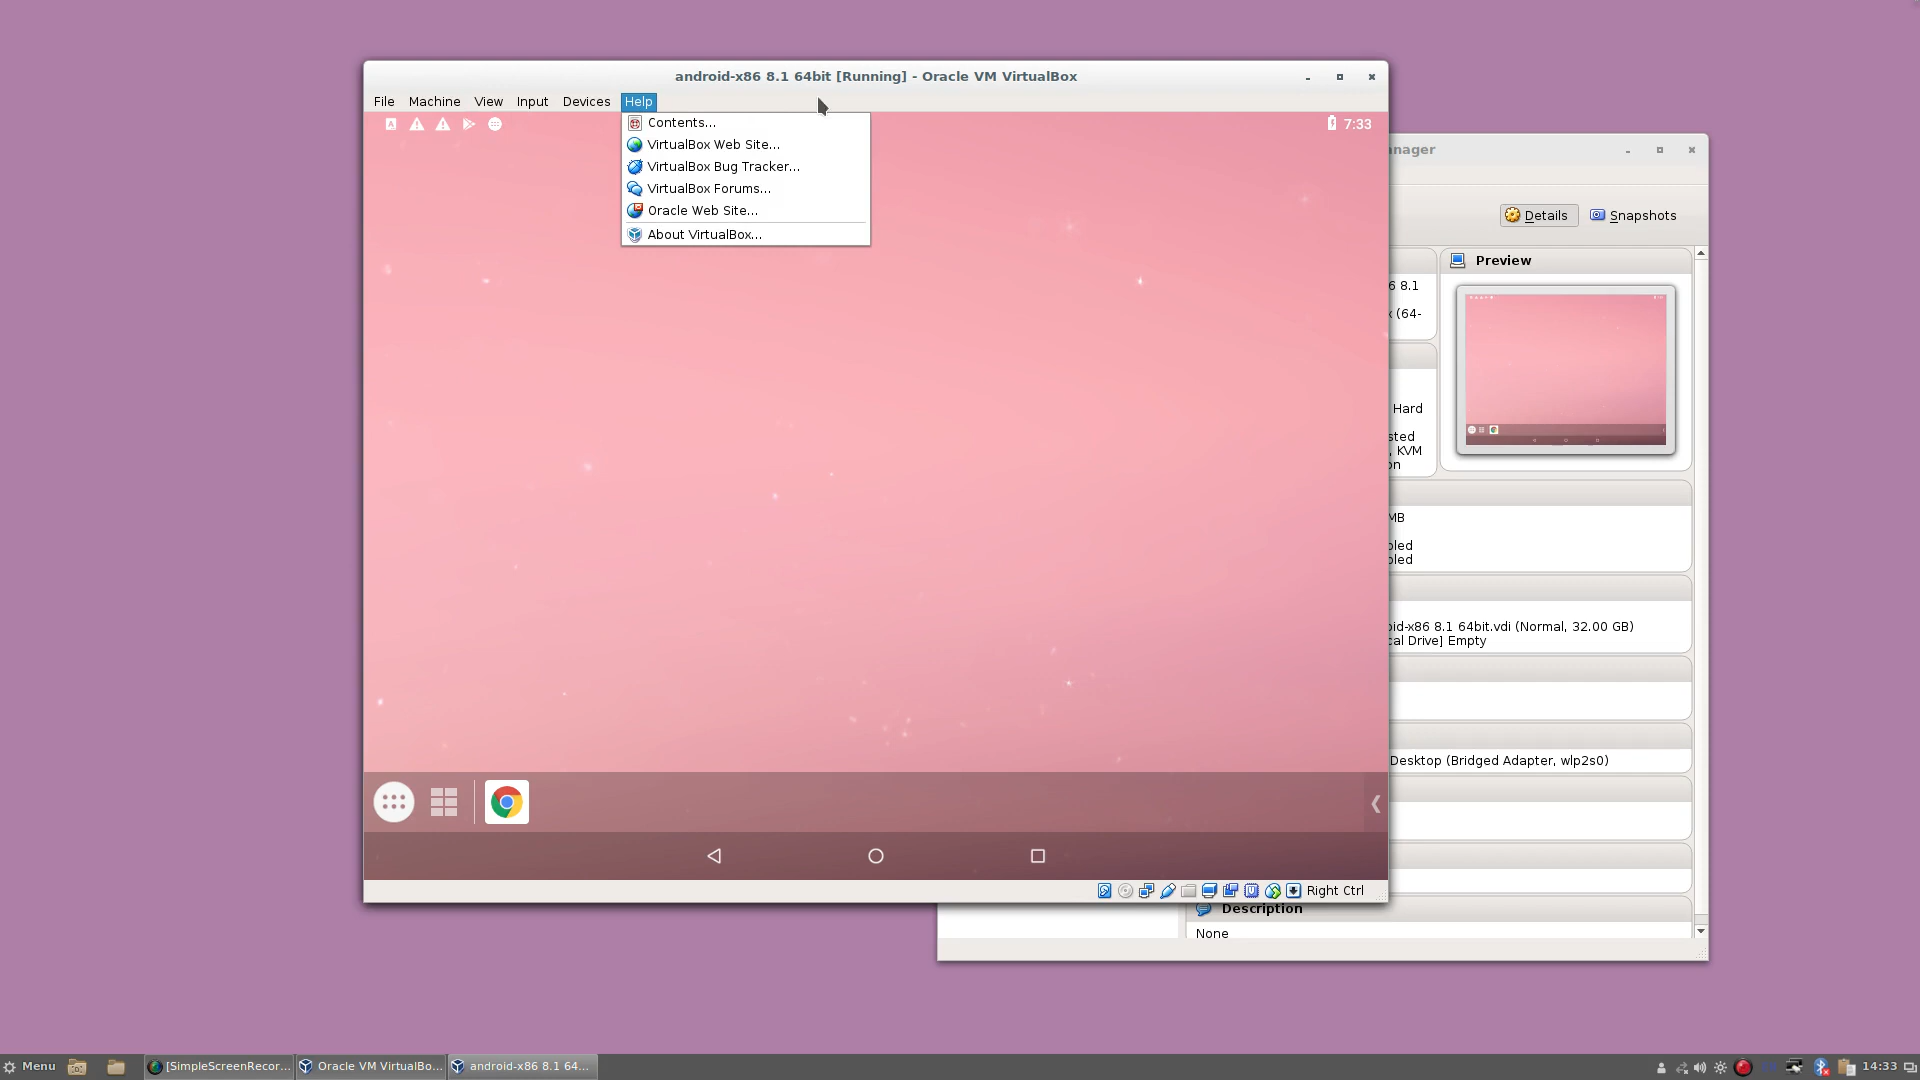 android-x86 8.1 64bit [Running] - Oracle VM VirtualBox
File Machine View Input Devices Help
7:33
Contents...
VirtualBox Web Site...
VirtualBox Bug Tracker...
VirtualBox Forums...
Oracle Web Site...
About VirtualBox...
anager
Details Snapshots
Preview
6 8.1
x (64-
Hard
sted
, KVM
on
MB
bled
bled
oid-x86 8.1 64bit.vdi (Normal, 32.00 GB)
cal Drive] Empty
Desktop (Bridged Adapter, wlp2s0)
Right Ctrl
Description
None
Menu [SimpleScreenRecor... Oracle VM VirtualBo... android-x86 8.1 64... 14:33